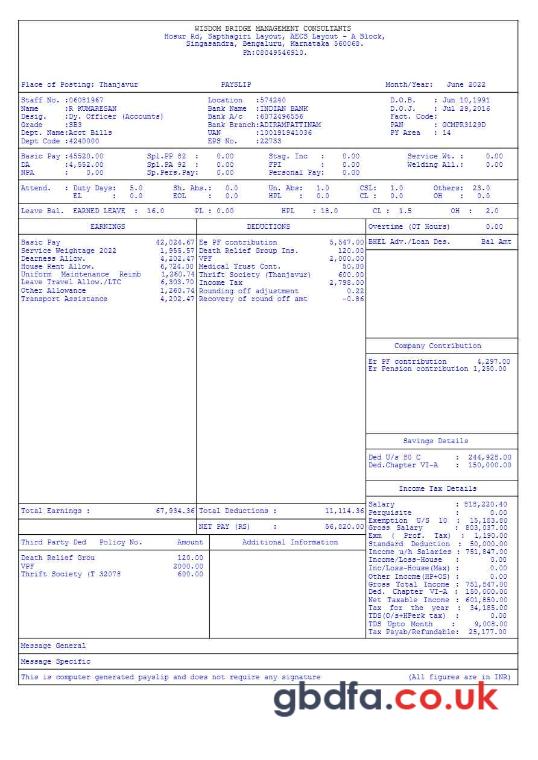 WISDOM BRIDGE MANAGEMENT CONSULTANTS
Hosur Rd, Sapthagiri Layout, AECS Layout - A Block,
Singasandra, Bengaluru, Karnataka 560068.
Ph:08049546910.
Place of Posting: Thanjavur PAYSLIP Month/Year: June 2022
Staff No. :06081967 Location :574240 D.O.B. : Jun 10,1991
Name :R KUMARESAN Bank Name :INDIAN BANK D.O.J. : Jul 29,2016
Desig. :Dy. Officer (Accounts) Bank A/c :6072496556 Fact. Code:
Grade :SB3 Bank Branch:ADIRAMPATTINAM PAN : GCMPR3129D
Dept. Name:Acct Bills UAN :100191941036 PY Area : 14
Dept Code :4240000 EPS No. :22733
Basic Pay :45520.00 Spl.PP 82 : 0.00 Stag. Inc : 0.00 Service Wt. : 0.00
DA :4,552.00 Spl.PA 92 : 0.00 FPI : 0.00 Welding All.: 0.00
NPA : 0.00 Sp.Pers.Pay: 0.00 Personal Pay: 0.00
Attend. : Duty Days: 5.0 Sh. Abs.: 0.0 Un. Abs: 1.0 CSL: 1.0 Others: 23.0
EL : 0.0 EOL : 0.0 HPL : 0.0 CL : 0.0 OH : 0.0
Leave Bal. EARNED LEAVE : 16.0 PL : 0.00 HPL : 18.0 CL : 1.5 OH : 2.0
EARNINGS DEDUCTIONS Overtime (OT Hours) 0.00
Basic Pay 42,024.67 Ee PF contribution 5,547.00 BHEL Adv./Loan Des. Bal Amt
Service Weightage 2022 1,955.57 Death Relief Group Ins. 120.00
Dearness Allow. 4,202.47 VPF 2,000.00
House Rent Allow. 6,724.00 Medical Trust Cont. 50.00
Uniform Maintenance Reimb 1,260.74 Thrift Society (Thanjavur) 600.00
Leave Travel Allow./LTC 6,303.70 Income Tax 2,798.00
Other Allowance 1,260.74 Rounding off adjustment 0.22
Transport Assistance 4,202.47 Recovery of round off amt -0.86
Company Contribution
Er PF contribution 4,297.00
Er Pension contribution 1,250.00
Savings Details
Ded U/s 80 C : 244,928.00
Ded.Chapter VI-A : 150,000.00
Income Tax Details
Total Earnings : 67,934.36 Total Deductions : 11,114.36
NET PAY (RS) : 56,820.00
Third Party Ded Policy No. Amount Additional Information
Death Relief Grou 120.00
VPF 2000.00
Thrift Society (T 32078 600.00
Salary : 818,220.40
Perquisite : 0.00
Exemption U/S 10 : 15,183.00
Gross Salary : 803,037.00
Exm ( Prof. Tax) : 1,190.00
Standard Deduction : 50,000.00
Income u/h Salaries : 751,847.00
Income/Loss-House : 0.00
Inc/Loss-House(Max) : 0.00
Other Income(HP+OS) : 0.00
Gross Total Income : 751,847.00
Ded. Chapter VI-A : 150,000.00
Net Taxable Income : 601,850.00
Tax for the year : 34,185.00
TDS(O/s+HPerk tax) : 0.00
TDS Upto Month : 9,008.00
Tax Payab/Refundable: 25,177.00
Message General
Message Specific
This is computer generated payslip and does not require any signature (All figures are in INR)
gbdfa.co.uk